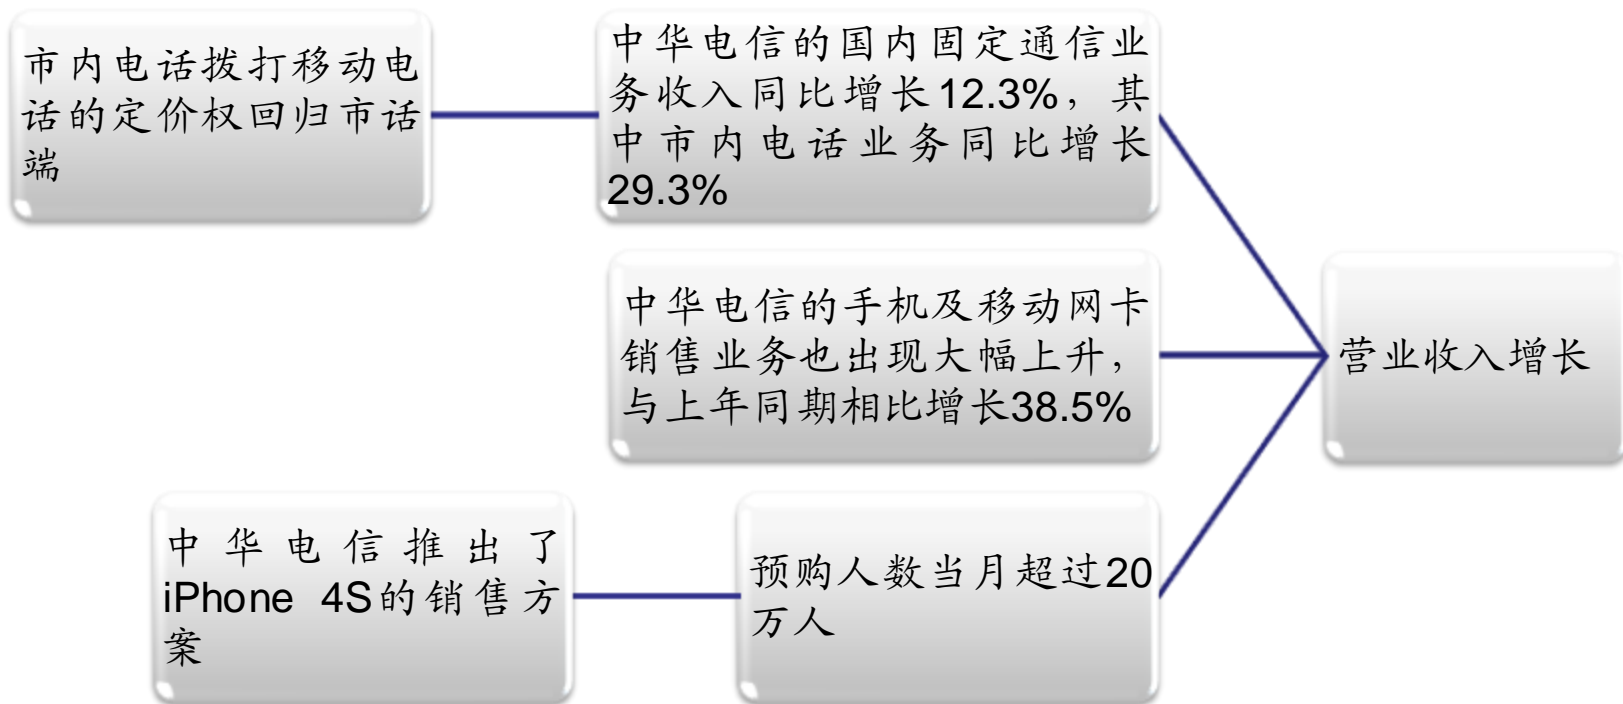 市内电话拨打移动电
话的定价权回归市话
端
中华电信的国内固定通信业
务收入同比增长12.3%，其
中市内电话业务同比增长
29.3%
中华电信的手机及移动网卡
销售业务也出现大幅上升，
与上年同期相比增长38.5%
营业收入增长
中华电信推出了
iPhone 4S的销售方
案
预购人数当月超过20
万人